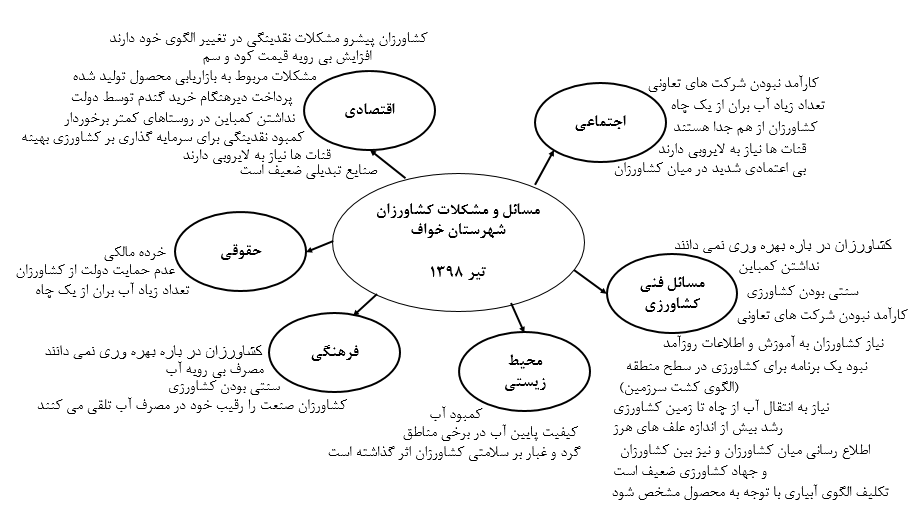 مسائل و مشکلات کشاورزان
شهرستان خواف
تیر ۱۳۹۸
اجتماعی
کارآمد نبودن شرکت های تعاونی
تعداد زیاد آب بران از یک چاه
کشاورزان از هم جدا هستند
قنات ها نیاز به لایروبی دارند
بی اعتمادی شدید در میان کشاورزان
اقتصادی
کشاورزان پیشرو مشکلات نقدینگی در تغییر الگوی خود دارند
افزایش بی رویه قیمت کود و سم
مشکلات مربوط به بازاریابی محصول تولید شده
پرداخت دیرهنگام خرید گندم توسط دولت
نداشتن کمباین در روستاهای کمتر برخوردار
کمبود نقدینگی برای سرمایه گذاری بر کشاورزی بهینه
قنات ها نیاز به لایروبی دارند
صنایع تبدیلی ضعیف است
حقوقی
خرده مالکی
عدم حمایت دولت از کشاورزان
تعداد زیاد آب بران از یک چاه
فرهنگی
کشاورزان در باره بهره وری نمی دانند
مصرف بی رویه آب
سنتی بودن کشاورزی
کشاورزان صنعت را رقیب خود در مصرف آب تلقی می کنند
محیط
زیستی
کمبود آب
کیفیت پایین آب در برخی مناطق
گرد و غبار بر سلامتی کشاورزان اثر گذاشته است
مسائل فنی
کشاورزی
کشاورزان در باره بهره وری نمی دانند
نداشتن کمباین
سنتی بودن کشاورزی
کارآمد نبودن شرکت های تعاونی
نیاز کشاورزان به آموزش و اطلاعات روزآمد
نبود یک برنامه برای کشاورزی در سطح منطقه
(الگوی کشت سرزمین)
نیاز به انتقال آب از چاه تا زمین کشاورزی
رشد بیش از اندازه علف های هرز
اطلاع رسانی میان کشاورزان و نیز بین کشاورزان
و جهاد کشاورزی ضعیف است
تکلیف الگوی آبیاری با توجه به محصول مشخص شود